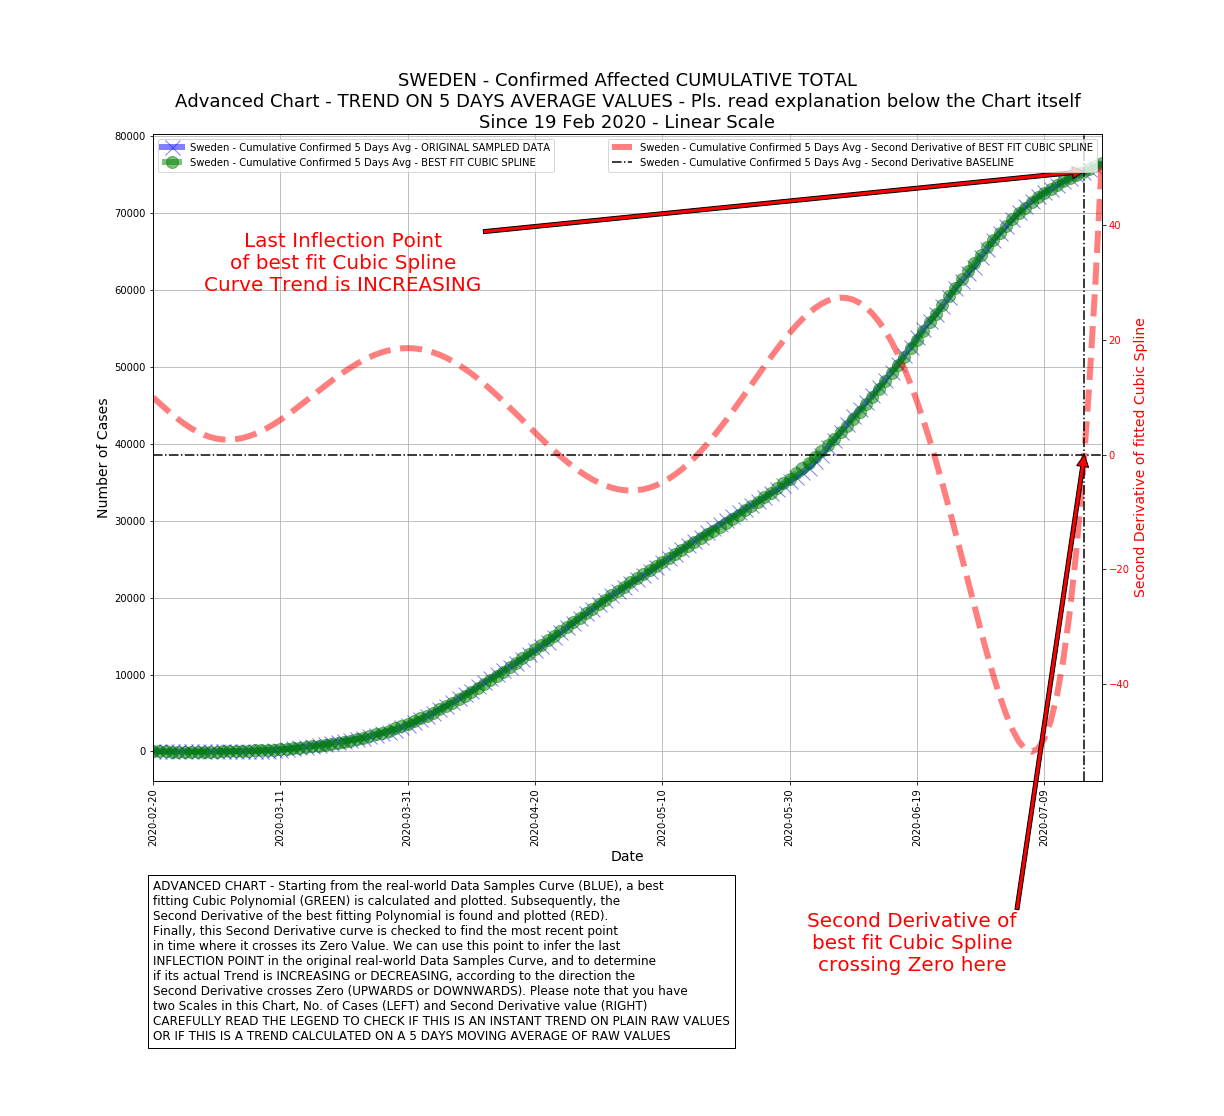 SWEDEN - Confirmed Affected CUMULATIVE TOTAL
Advanced Chart - TREND ON 5 DAYS AVERAGE VALUES - Pls. read explanation below the Chart itself
Since 19 Feb 2020 - Linear Scale
Sweden - Cumulative Confirmed 5 Days Avg - ORIGINAL SAMPLED DATA
Sweden - Cumulative Confirmed 5 Days Avg - BEST FIT CUBIC SPLINE
Sweden - Cumulative Confirmed 5 Days Avg - Second Derivative of BEST FIT CUBIC SPLINE
Sweden - Cumulative Confirmed 5 Days Avg - Second Derivative BASELINE
Last Inflection Point
of best fit Cubic Spline
Curve Trend is INCREASING
Number of Cases
80000
70000
60000
50000
40000
30000
20000
10000
0
40
20
0
−20
−40
Second Derivative of fitted Cubic Spline
2020-02-20
2020-03-11
2020-03-31
2020-04-20
2020-05-10
2020-05-30
2020-06-19
2020-07-09
Date
ADVANCED CHART - Starting from the real-world Data Samples Curve (BLUE), a best
fitting Cubic Polynomial (GREEN) is calculated and plotted. Subsequently, the
Second Derivative of the best fitting Polynomial is found and plotted (RED).
Finally, this Second Derivative curve is checked to find the most recent point
in time where it crosses its Zero Value. We can use this point to infer the last
INFLECTION POINT in the original real-world Data Samples Curve, and to determine
if its actual Trend is INCREASING or DECREASING, according to the direction the
Second Derivative crosses Zero (UPWARDS or DOWNWARDS). Please note that you have
two Scales in this Chart, No. of Cases (LEFT) and Second Derivative value (RIGHT)
CAREFULLY READ THE LEGEND TO CHECK IF THIS IS AN INSTANT TREND ON PLAIN RAW VALUES
OR IF THIS IS A TREND CALCULATED ON A 5 DAYS MOVING AVERAGE OF RAW VALUES
Second Derivative of
best fit Cubic Spline
crossing Zero here